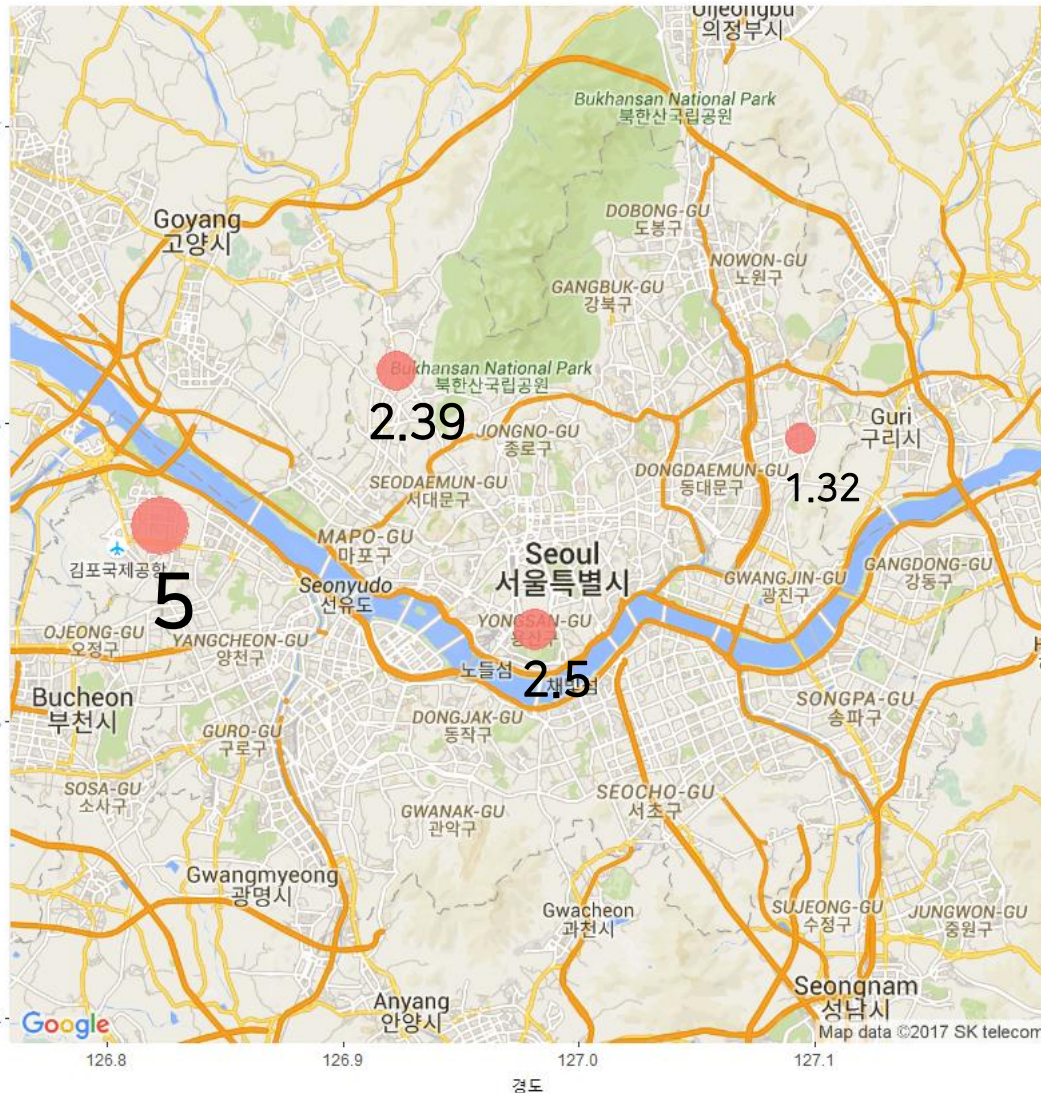 Uijeongbu
의정부시
Bukhansan National Park
북한산국립공원
Goyang
고양시
DOBONG-GU
도봉구
NOWON-GU
노원구
GANGBUK-GU
강북구
Bukhansan National Park
북한산국립공원
2.39
JONGNO-GU
종로구
Guri
구리시
SEODAEMUN-GU
서대문구
DONGDAEMUN-GU
동대문구
1.32
MAPO-GU
마포구
김포국제공항
Seoul
서울특별시
Seonyudo
선유도
GWANGJIN-GU
광진구
GANGDONG-GU
강동구
5
OJEONG-GU
오정구
YANGCHEON-GU
양천구
YONGSAN-GU
용산구
노들섬
2.5
채빛섬
Bucheon
부천시
DONGJAK-GU
동작구
SONGPA-GU
송파구
GURO-GU
구로구
SOSA-GU
소사구
GWANAK-GU
관악구
SEOCHO-GU
서초구
Gwangmyeong
광명시
Gwacheon
과천시
SUJEONG-GU
수정구
JUNGWON-GU
중원구
Anyang
안양시
Seongnam
성남시
Google
Map data ©2017 SK telecom
126.8
126.9
127.0
127.1
경도